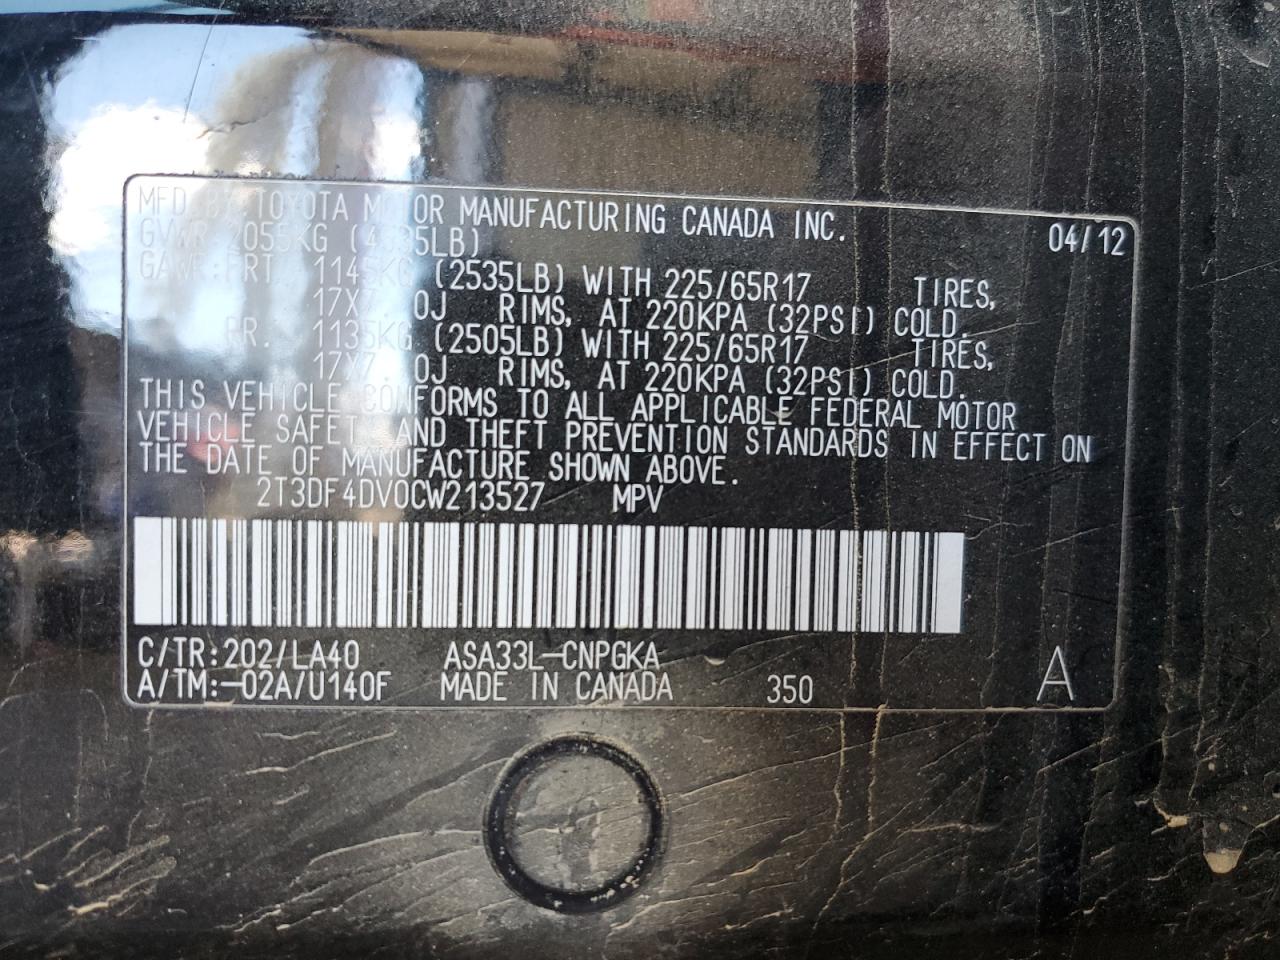 MFD. BY: TOYOTA MOTOR MANUFACTURING CANADA INC. 04/12
GVWR 2055KG (4535LB)
GAWR:FRT. 1145KG (2535LB) WITH 225/65R17 TIRES,
17X7. 0J RIMS, AT 220KPA (32PSI) COLD.
RR. 1135KG (2505LB) WITH 225/65R17 TIRES,
17X7. 0J RIMS, AT 220KPA (32PSI) COLD.
THIS VEHICLE CONFORMS TO ALL APPLICABLE FEDERAL MOTOR
VEHICLE SAFETY AND THEFT PREVENTION STANDARDS IN EFFECT ON
THE DATE OF MANUFACTURE SHOWN ABOVE.
2T3DF4DV0CW213527 MPV
C/TR:202/LA40 ASA33L-CNPGKA
A/TM:-02A/U140F MADE IN CANADA 350 A